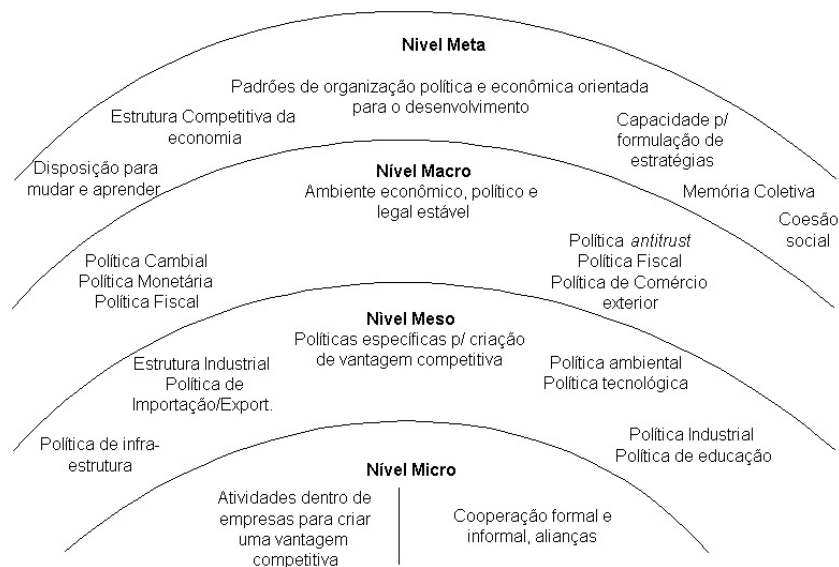 Nivel Meta
Padrões de organização política e econômica orientada
para o desenvolvimento
Estrutura Competitiva da
economia
Capacidade p/
formulação de
estratégias
Disposição para
mudar e aprender
Memória Coletiva
Coesão
social
Nível Macro
Ambiente econômico, político e
legal estável
Política Cambial
Política Monetária
Política Fiscal
Política antitrust
Política Fiscal
Política de Comércio
exterior
Nìvel Meso
Políticas específicas p/ criação
de vantagem competitiva
Estrutura Industrial
Política de
Importação/Export.
Política ambiental
Política tecnológica
Política de infra-
estrutura
Política Industrial
Política de educação
Nível Micro
Atividades dentro de
empresas para criar
uma vantagem
competitiva
Cooperação formal e
informal, alianças